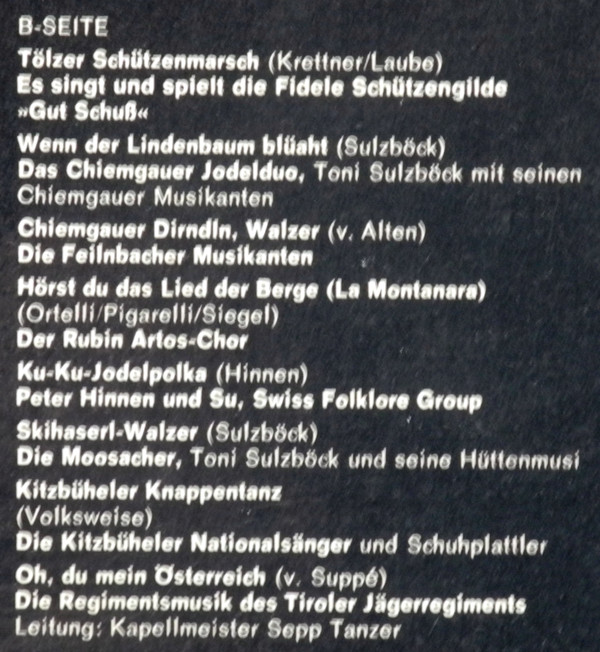 B-SEITE
Tölzer Schützenmarsch (Krettner/Laube)
Es singt und spielt die Fidele Schützengilde
»Gut Schuß«
Wenn der Lindenbaum blüaht (Sulzböck)
Das Chiemgauer Jodelduo, Toni Sulzböck mit seinen
Chiemgauer Musikanten
Chiemgauer Dirndln, Walzer (v. Alten)
Die Feilnbacher Musikanten
Hörst du das Lied der Berge (La Montanara)
(Ortelli/Pigarelli/Siegel)
Der Rubin Artos-Chor
Ku-Ku-Jodelpolka (Hinnen)
Peter Hinnen und Su, Swiss Folklore Group
Skihaserl-Walzer (Sulzböck)
Die Moosacher, Toni Sulzböck und seine Hüttenmusi
Kitzbüheler Knappentanz
(Volksweise)
Die Kitzbüheler Nationalsänger und Schuhplattler
Oh, du mein Österreich (v. Suppé)
Die Regimentsmusik des Tiroler Jägerregiments
Leitung: Kapellmeister Sepp Tanzer